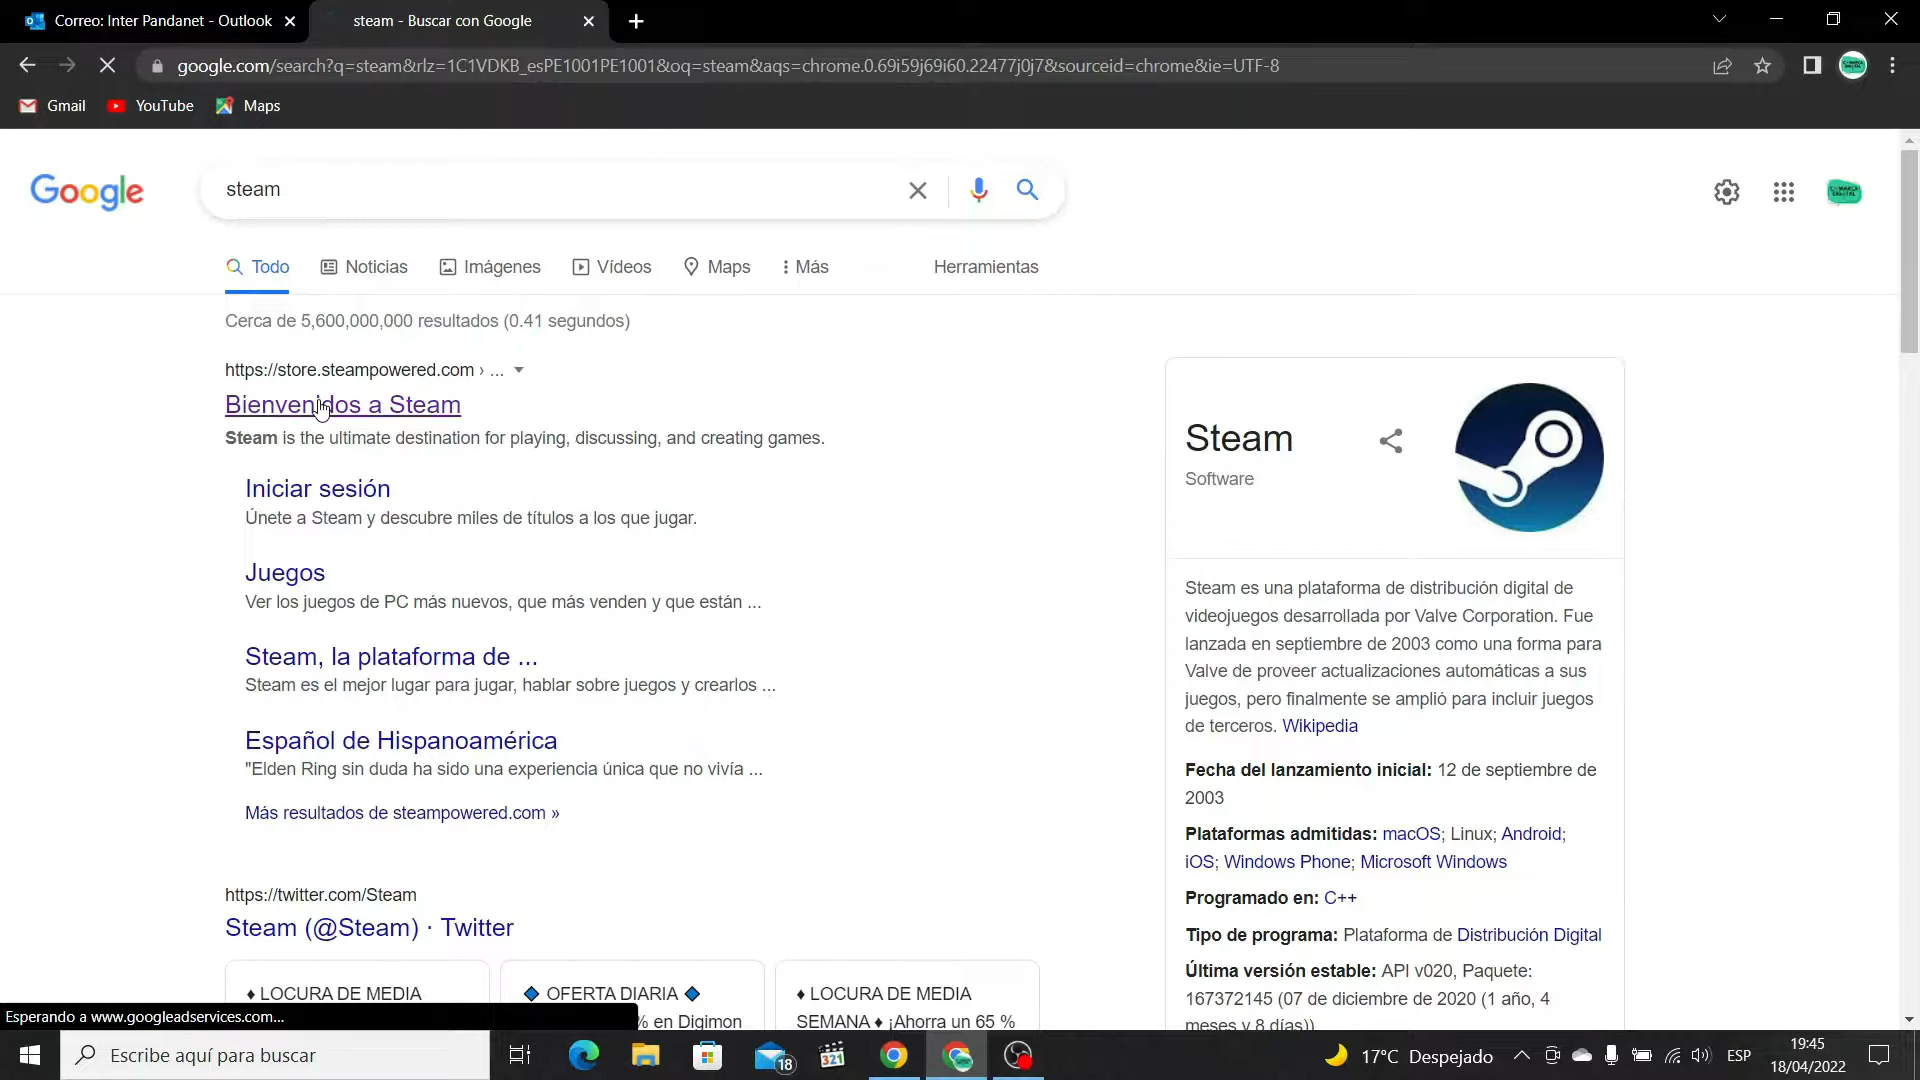 Correo: Inter Pandanet - Outlook
steam - Buscar con Google
google.com/search?q=steam&rlz=1C1VDKB_esPE1001PE1001&oq=steam&aqs=chrome.0.69i59j69i60.22477j0j7&sourceid=chrome&ie=UTF-8
Gmail YouTube Maps
Google
steam
Todo Noticias Imágenes Vídeos Maps Más Herramientas
Cerca de 5,600,000,000 resultados (0.41 segundos)
https://store.steampowered.com › ...
Bienvenidos a Steam
Steam is the ultimate destination for playing, discussing, and creating games.
Iniciar sesión
Únete a Steam y descubre miles de títulos a los que jugar.
Juegos
Ver los juegos de PC más nuevos, que más venden y que están ...
Steam, la plataforma de ...
Steam es el mejor lugar para jugar, hablar sobre juegos y crearlos ...
Español de Hispanoamérica
"Elden Ring sin duda ha sido una experiencia única que no vivía ...
Más resultados de steampowered.com »
https://twitter.com/Steam
Steam (@Steam) · Twitter
♦ LOCURA DE MEDIA
🔷 OFERTA DIARIA 🔷
% en Digimon
♦ LOCURA DE MEDIA
SEMANA ♦ ¡Ahorra un 65 %
Steam
Software
Steam es una plataforma de distribución digital de
videojuegos desarrollada por Valve Corporation. Fue
lanzada en septiembre de 2003 como una forma para
Valve de proveer actualizaciones automáticas a sus
juegos, pero finalmente se amplió para incluir juegos
de terceros. Wikipedia
Fecha del lanzamiento inicial: 12 de septiembre de
2003
Plataformas admitidas: macOS; Linux; Android;
iOS; Windows Phone; Microsoft Windows
Programado en: C++
Tipo de programa: Plataforma de Distribución Digital
Última versión estable: API v020, Paquete:
167372145 (07 de diciembre de 2020 (1 año, 4
meses y 8 días))
Esperando a www.googleadservices.com...
Escribe aquí para buscar
321
18
17°C Despejado
ESP
19:45
18/04/2022